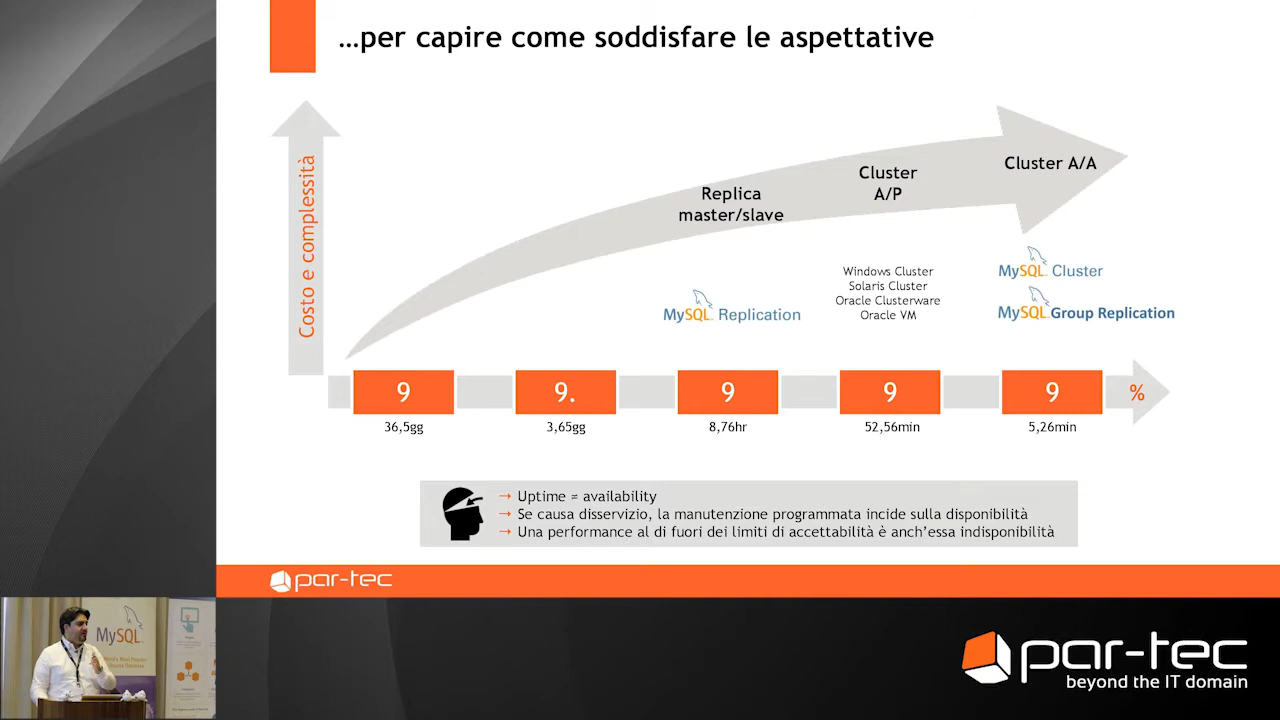 …per capire come soddisfare le aspettative
Costo e complessità
Replica
master/slave
Cluster
A/P
Cluster A/A
MySQL Replication
Windows Cluster
Solaris Cluster
Oracle Clusterware
Oracle VM
MySQL Cluster
MySQL Group Replication
9 9. 9 9 9 %
36,5gg 3,65gg 8,76hr 52,56min 5,26min
→ Uptime ≠ availability
→ Se causa disservizio, la manutenzione programmata incide sulla disponibilità
→ Una performance al di fuori dei limiti di accettabilità è anch'essa indisponibilità
par-tec
MySQL
par-tec
beyond the IT domain